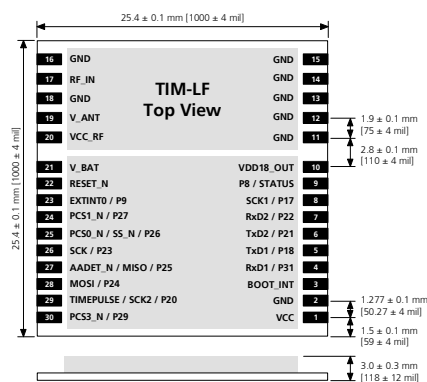 25.4 ± 0.1 mm [1000 ± 4 mil]
25.4 ± 0.1 mm [1000 ± 4 mil]
TIM-LF
Top View
16 GND GND 15
17 RF_IN GND 14
18 GND GND 13
19 V_ANT GND 12
20 VCC_RF GND 11
1.9 ± 0.1 mm
[75 ± 4 mil]
2.8 ± 0.1 mm
[110 ± 4 mil]
21 V_BAT VDD18_OUT 10
22 RESET_N P8 / STATUS 9
23 EXTINT0 / P9 SCK1 / P17 8
24 PCS1_N / P27 RxD2 / P22 7
25 PCS0_N / SS_N / P26 TxD2 / P21 6
26 SCK / P23 TxD1 / P18 5
27 AADET_N / MISO / P25 RxD1 / P31 4
28 MOSI / P24 BOOT_INT 3
29 TIMEPULSE / SCK2 / P20 GND 2
30 PCS3_N / P29 VCC 1
1.277 ± 0.1 mm
[50.27 ± 4 mil]
1.5 ± 0.1 mm
[59 ± 4 mil]
3.0 ± 0.3 mm
[118 ± 12 mil]